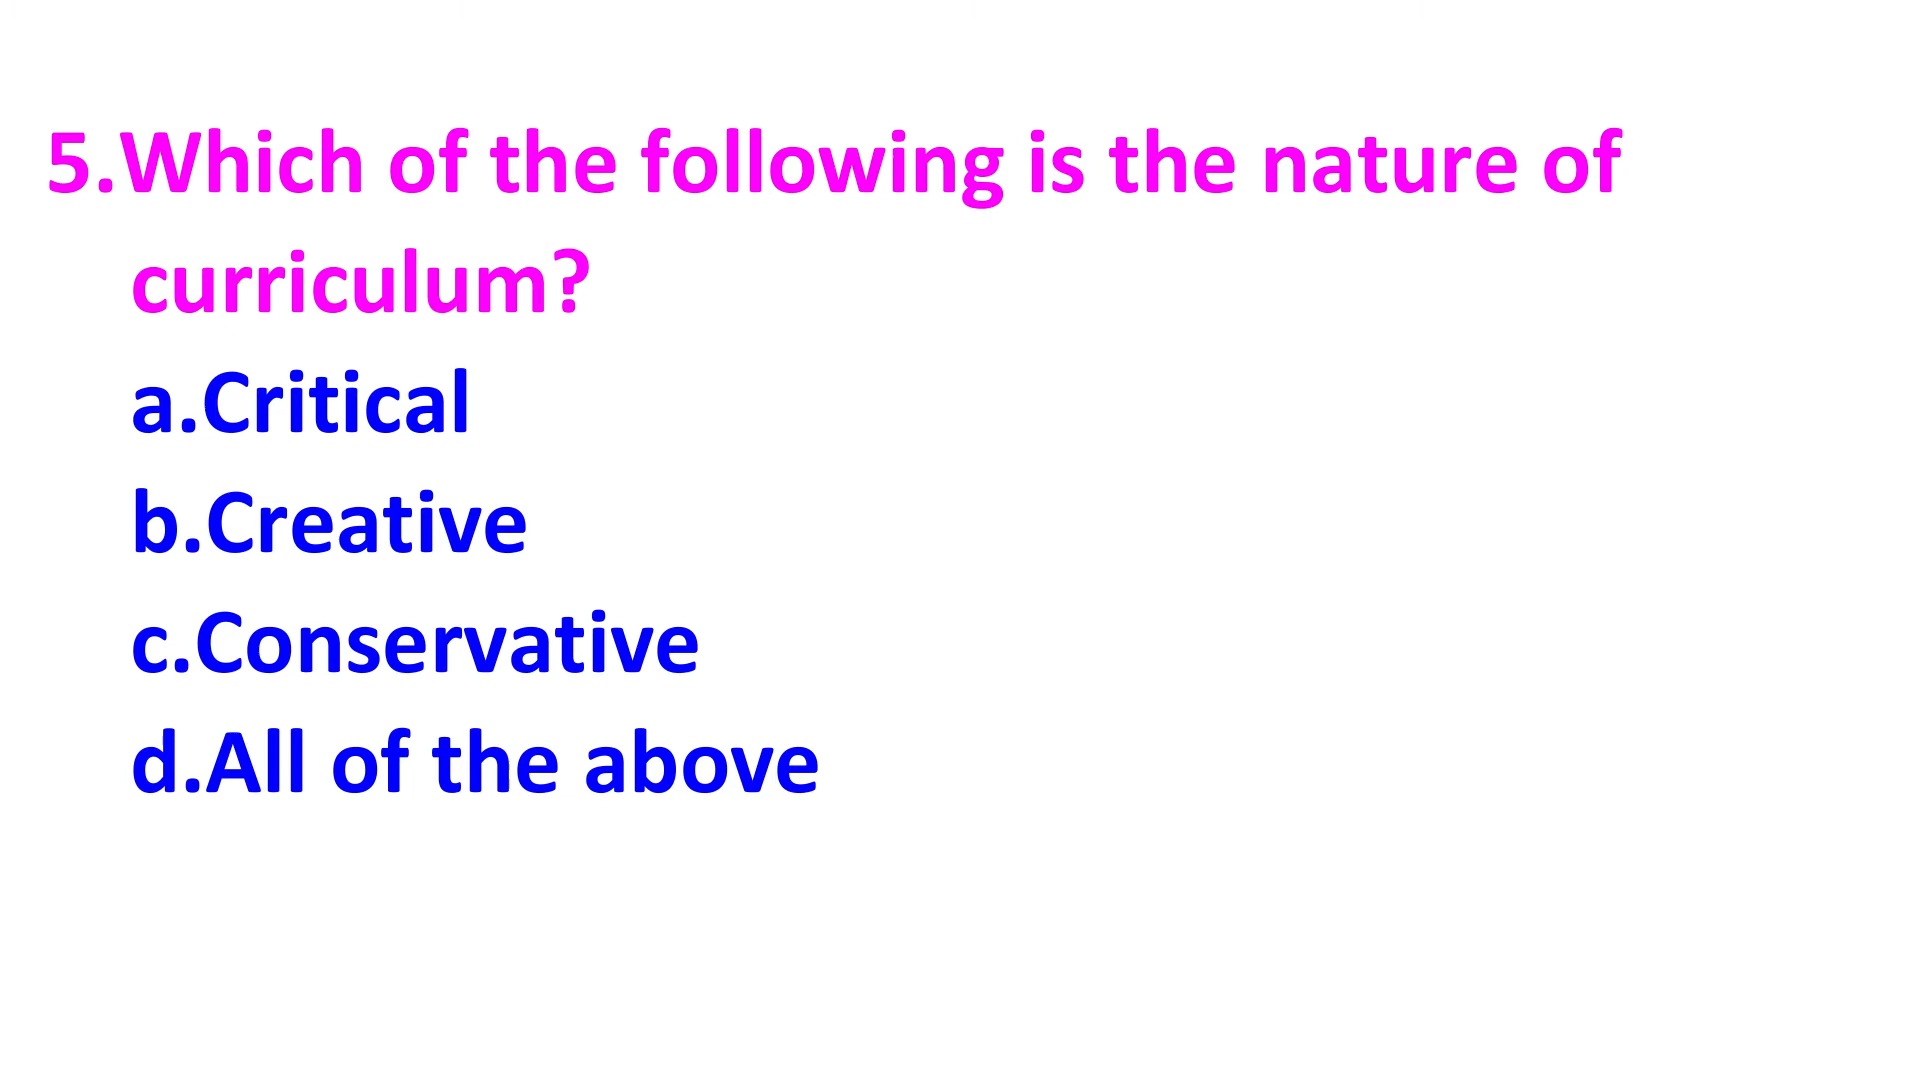 5.Which of the following is the nature of
curriculum?
a.Critical
b.Creative
c.Conservative
d.All of the above